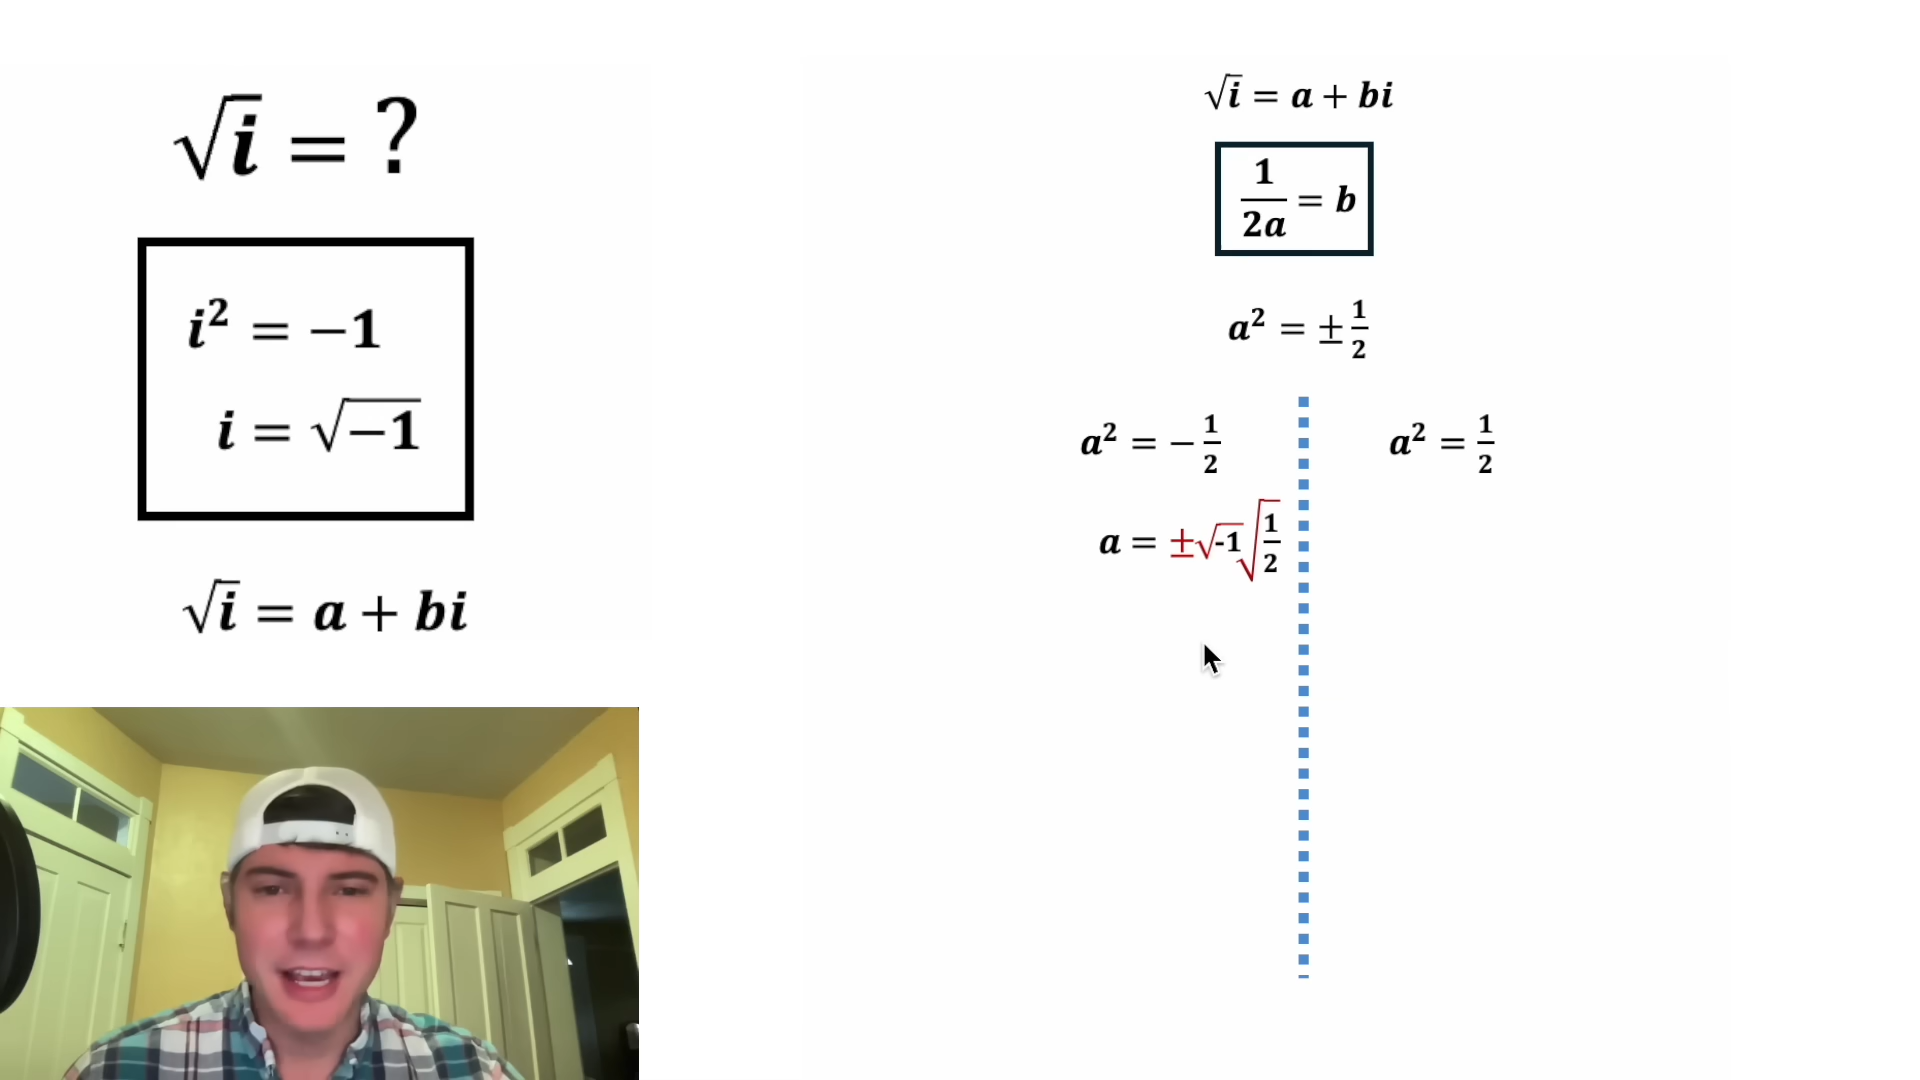 √i = ?
i² = −1
i = √−1
√i = a + bi
√i = a + bi
1/2a = b
a² = ± 1/2
a² = − 1/2
a² = 1/2
a = ±√-1 √1/2